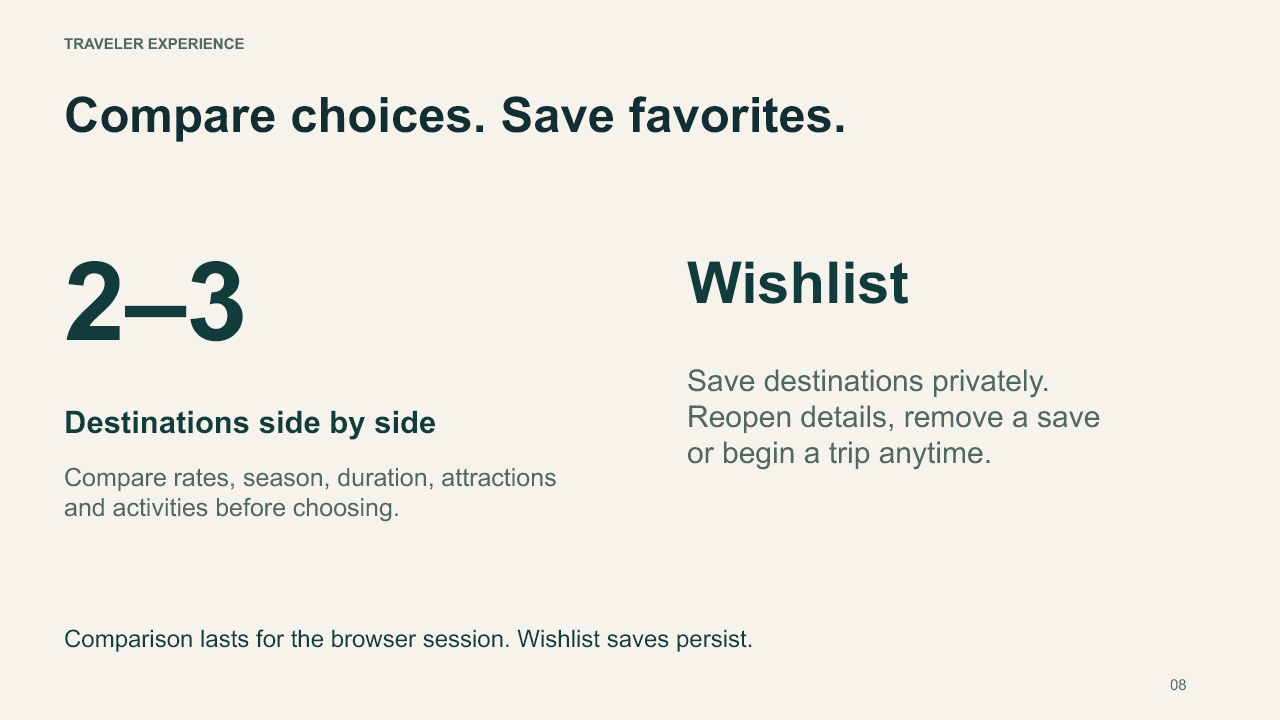 TRAVELER EXPERIENCE
Compare choices. Save favorites.
2–3
Destinations side by side
Compare rates, season, duration, attractions
and activities before choosing.
Wishlist
Save destinations privately.
Reopen details, remove a save
or begin a trip anytime.
Comparison lasts for the browser session. Wishlist saves persist.
08